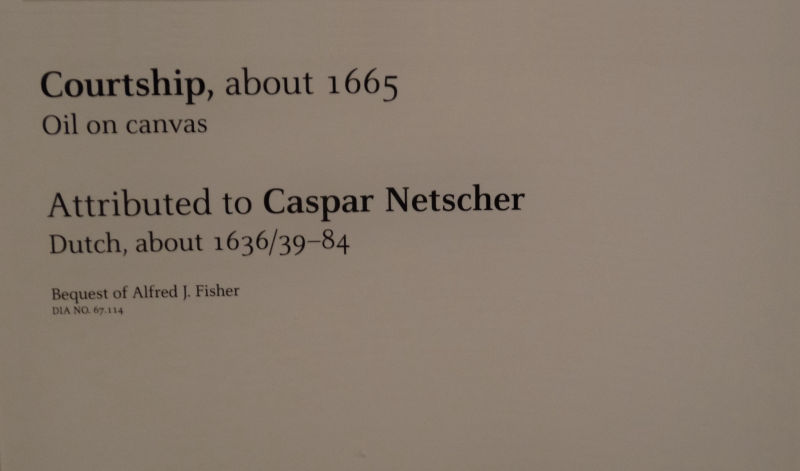 Courtship, about 1665
Oil on canvas
Attributed to Caspar Netscher
Dutch, about 1636/39–84
Bequest of Alfred J. Fisher
DIA NO. 67.114